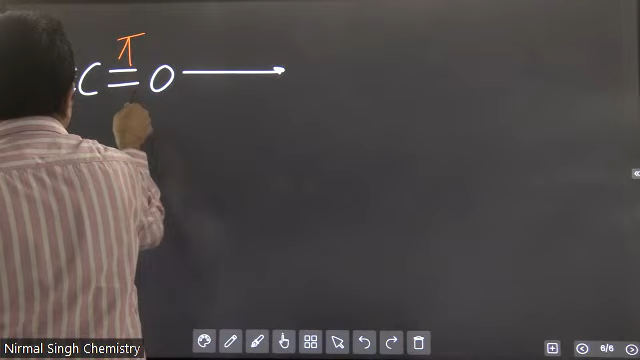 π
C = O ⟶
Nirmal Singh Chemistry
6/6